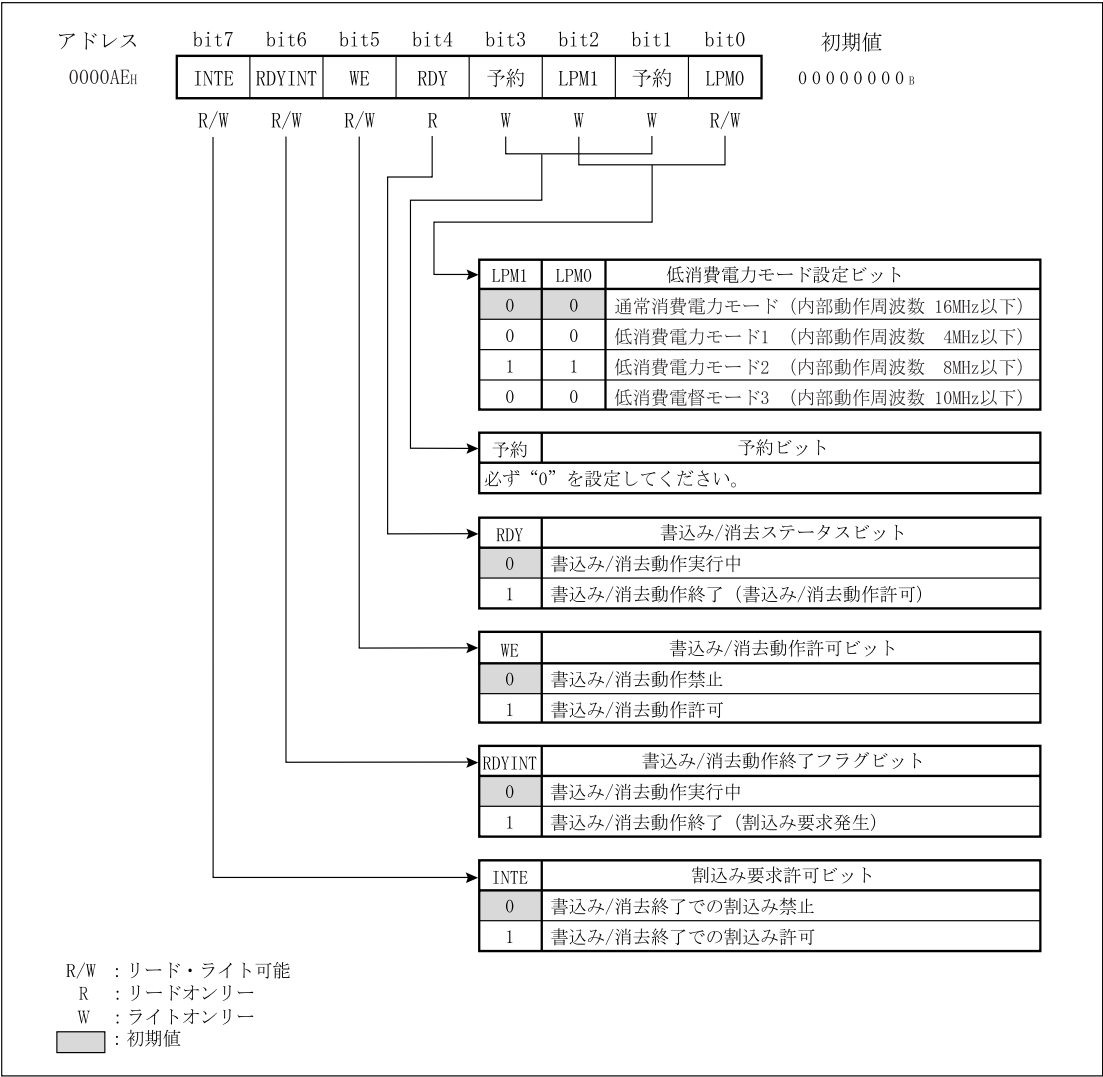 アドレス bit7 bit6 bit5 bit4 bit3 bit2 bit1 bit0 初期値
0000AEH INTE RDYINT WE RDY 予約 LPM1 予約 LPM0 00000000B
R/W R/W R/W R W W W R/W
LPM1 LPM0 低消費電力モード設定ビット
0 0 通常消費電力モード (内部動作周波数 16MHz以下)
0 0 低消費電力モード1 (内部動作周波数 4MHz以下)
1 1 低消費電力モード2 (内部動作周波数 8MHz以下)
0 0 低消費電督モード3 (内部動作周波数 10MHz以下)
予約 予約ビット
必ず“0”を設定してください。
RDY 書込み/消去ステータスビット
0 書込み/消去動作実行中
1 書込み/消去動作終了 (書込み/消去動作許可)
WE 書込み/消去動作許可ビット
0 書込み/消去動作禁止
1 書込み/消去動作許可
RDYINT 書込み/消去動作終了フラグビット
0 書込み/消去動作実行中
1 書込み/消去動作終了 (割込み要求発生)
INTE 割込み要求許可ビット
0 書込み/消去終了での割込み禁止
1 書込み/消去終了での割込み許可
R/W :リード・ライト可能
R :リードオンリー
W :ライトオンリー
:初期値